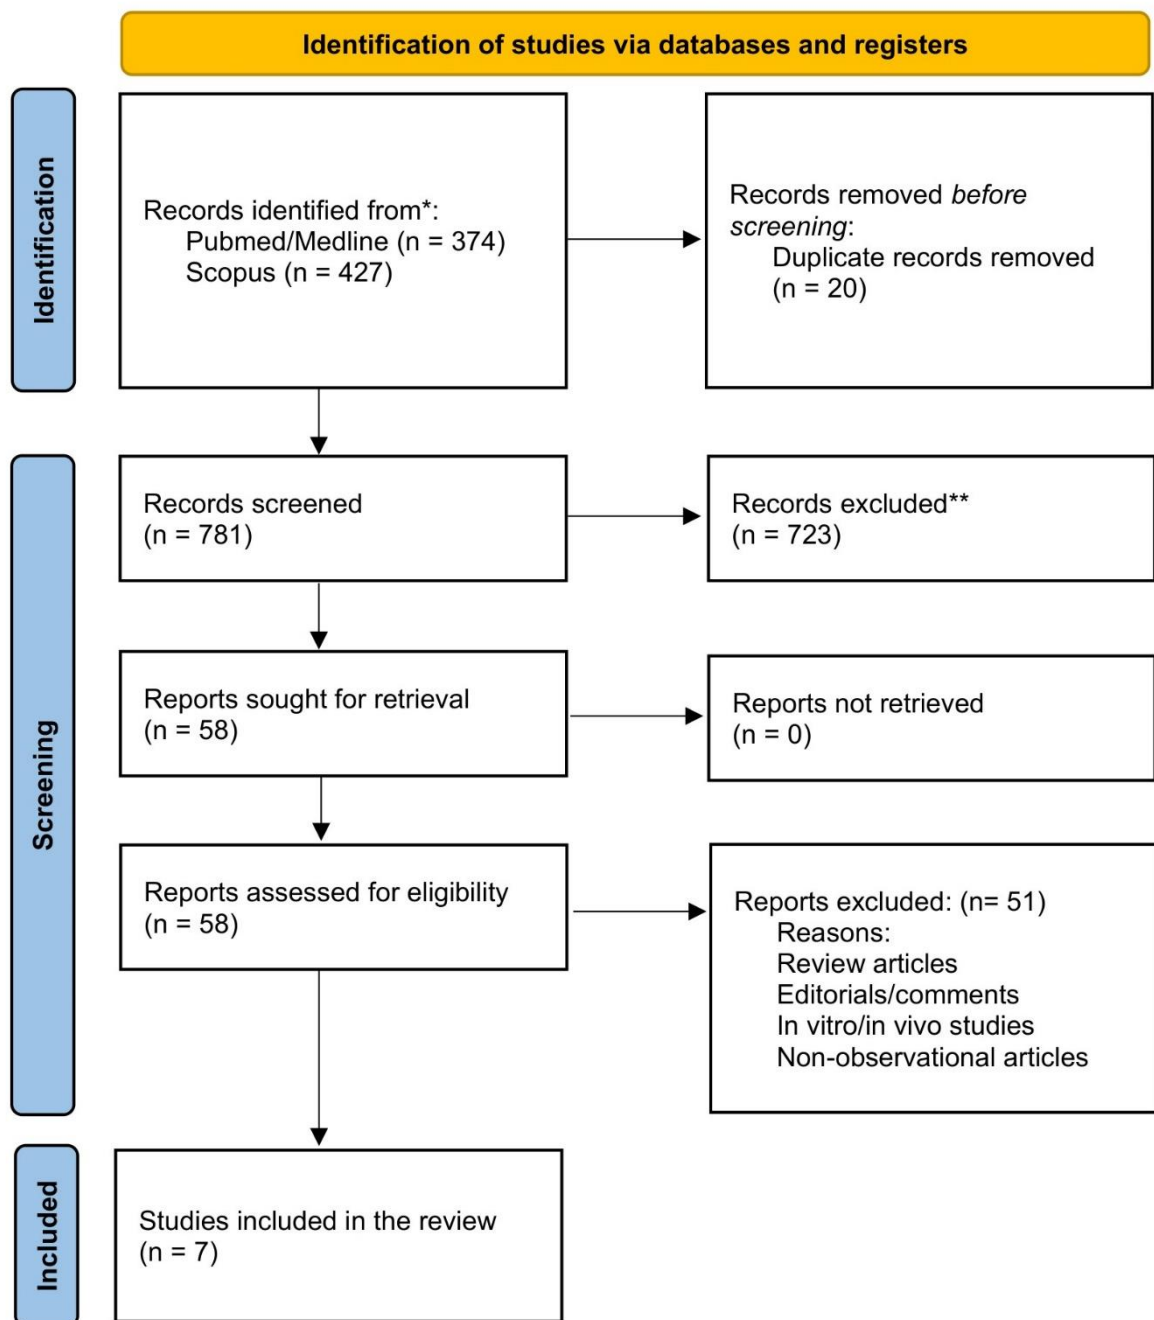 Identification of studies via databases and registers
Identification
Records identified from*:
Pubmed/Medline (n = 374)
Scopus (n = 427)
Records removed before
screening:
Duplicate records removed
(n = 20)
Screening
Records screened
(n = 781)
Records excluded**
(n = 723)
Reports sought for retrieval
(n = 58)
Reports not retrieved
(n = 0)
Reports assessed for eligibility
(n = 58)
Reports excluded: (n= 51)
Reasons:
Review articles
Editorials/comments
In vitro/in vivo studies
Non-observational articles
Included
Studies included in the review
(n = 7)